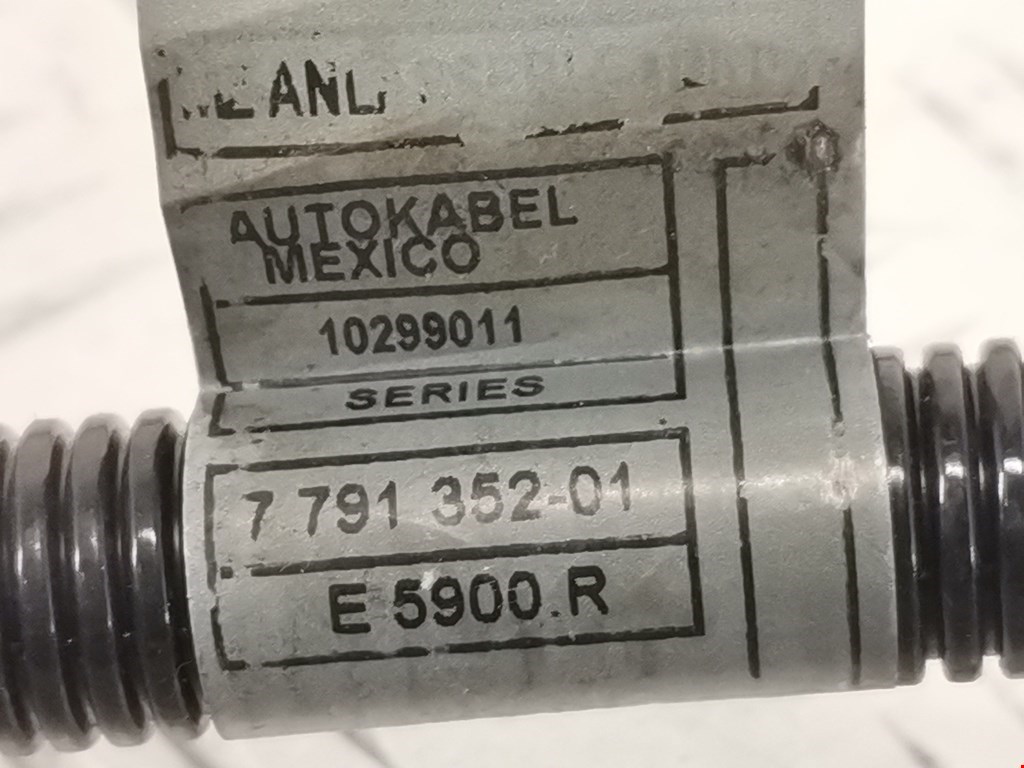 AUTOKABEL
MEXICO
10299011
SERIES
7 791 352-01
E 5900.R